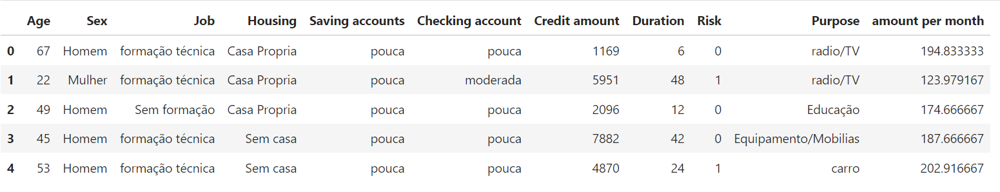 Age Sex Job Housing Saving accounts Checking account Credit amount Duration Risk Purpose amount per month
0 67 Homem formação técnica Casa Propria pouca pouca 1169 6 0 radio/TV 194.833333
1 22 Mulher formação técnica Casa Propria pouca moderada 5951 48 1 radio/TV 123.979167
2 49 Homem Sem formação Casa Propria pouca pouca 2096 12 0 Educação 174.666667
3 45 Homem formação técnica Sem casa pouca pouca 7882 42 0 Equipamento/Mobilias 187.666667
4 53 Homem formação técnica Sem casa pouca pouca 4870 24 1 carro 202.916667